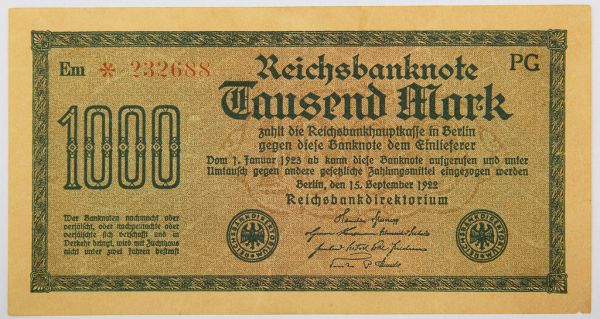 Em * 232688
PG
1000
Reichsbanknote
Tausend Mark
zahlt die Reichsbankhauptkasse in Berlin
gegen diese Banknote dem Einlieferer
Vom 1. Januar 1923 ab kann diese Banknote aufgerufen und unter
Umtausch gegen andere gesetzliche Zahlungsmittel eingezogen werden
Berlin, den 15. September 1922
Reichsbankdirektorium
Wer Banknoten nachmacht oder
verfälscht, oder nachgemachte oder
verfälschte sich verschafft und in
Verkehr bringt, wird mit Zuchthaus
nicht unter zwei Jahren bestraft
REICHSBANKDIREKTORIUM
REICHSBANKDIREKTORIUM